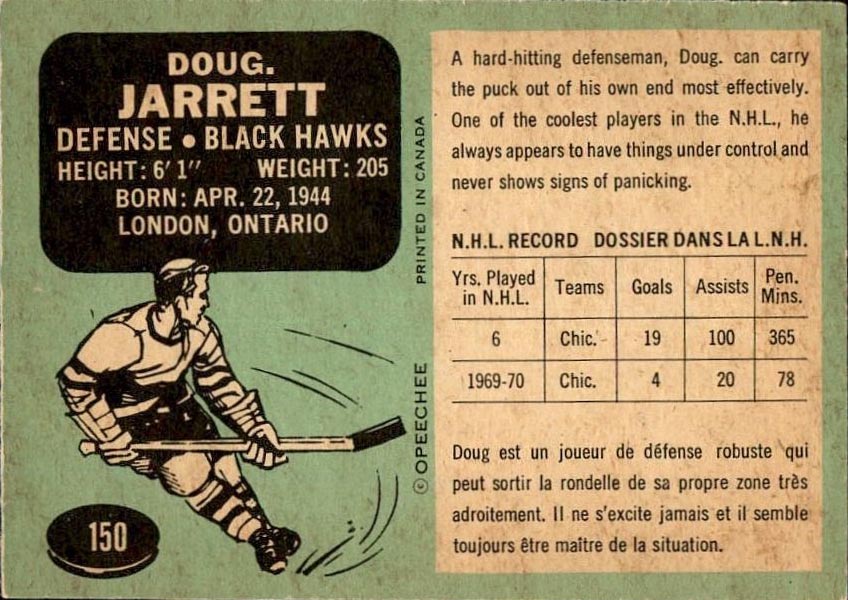 DOUG.
JARRETT
DEFENSE • BLACK HAWKS
HEIGHT: 6' 1" WEIGHT: 205
BORN: APR. 22, 1944
LONDON, ONTARIO
150
PRINTED IN CANADA
© OPEECHEE
A hard-hitting defenseman, Doug. can carry
the puck out of his own end most effectively.
One of the coolest players in the N.H.L., he
always appears to have things under control and
never shows signs of panicking.
N.H.L. RECORD DOSSIER DANS LA L.N.H.
Yrs. Played in N.H.L. Teams Goals Assists Pen. Mins.
6 Chic. 19 100 365
1969-70 Chic. 4 20 78
Doug est un joueur de défense robuste qui
peut sortir la rondelle de sa propre zone très
adroitement. Il ne s'excite jamais et il semble
toujours être maître de la situation.